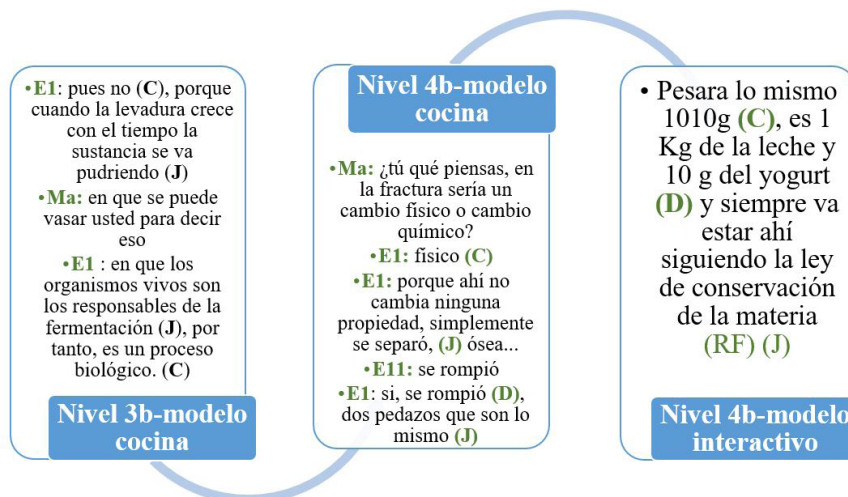 •E1: pues no (C), porque
cuando la levadura crece
con el tiempo la
sustancia se va
pudriendo (J)
•Ma: en que se puede
vasar usted para decir
eso
•E1 : en que los
organismos vivos son
los responsables de la
fermentación (J), por
tanto, es un proceso
biológico. (C)
Nivel 3b-modelo
cocina
Nivel 4b-modelo
cocina
•Ma: ¿tú qué piensas, en
la fractura sería un
cambio físico o cambio
químico?
•E1: físico (C)
•E1: porque ahí no
cambia ninguna
propiedad, simplemente
se separó, (J) ósea...
•E11: se rompió
•E1: si, se rompió (D),
dos pedazos que son lo
mismo (J)
• Pesara lo mismo
1010g (C), es 1
Kg de la leche y
10 g del yogurt
(D) y siempre va
estar ahí
siguiendo la ley
de conservación
de la materia
(RF) (J)
Nivel 4b-modelo
interactivo